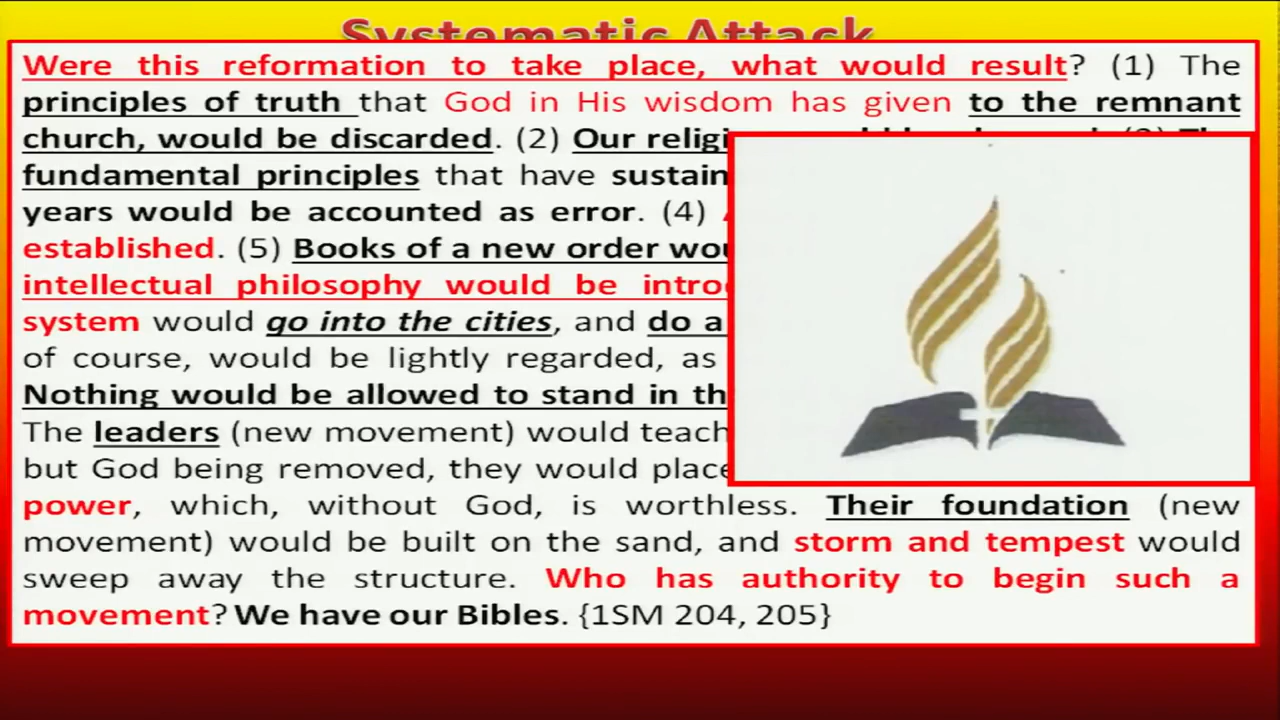 Systematic Attack
Were this reformation to take place, what would result? (1) The
principles of truth that God in His wisdom has given to the remnant
church, would be discarded. (2) Our
fundamental principles that have
years would be accounted as error. (4)
established. (5) Books of a new order
intellectual philosophy would be
system would go into the cities, and do a
of course, would be lightly regarded, as
Nothing would be allowed to stand in
The leaders (new movement) would teach
but God being removed, they would place
power, which, without God, is worthless. Their foundation (new
movement) would be built on the sand, and storm and tempest would
sweep away the structure. Who has authority to begin such a
movement? We have our Bibles. {1SM 204, 205}